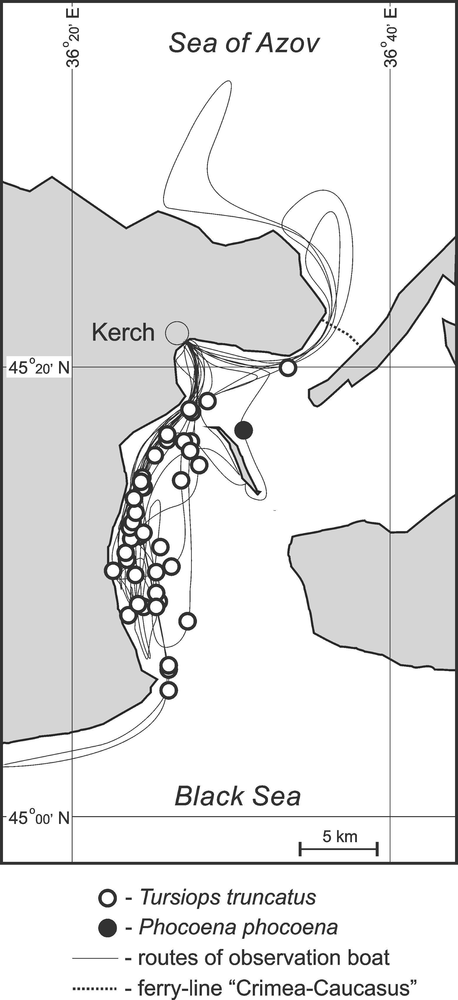 36°20' E
36°40' E
Sea of Azov
Kerch
45°20' N
Black Sea
45°00' N
5 km
- Tursiops truncatus
- Phocoena phocoena
- routes of observation boat
- ferry-line “Crimea-Caucasus”